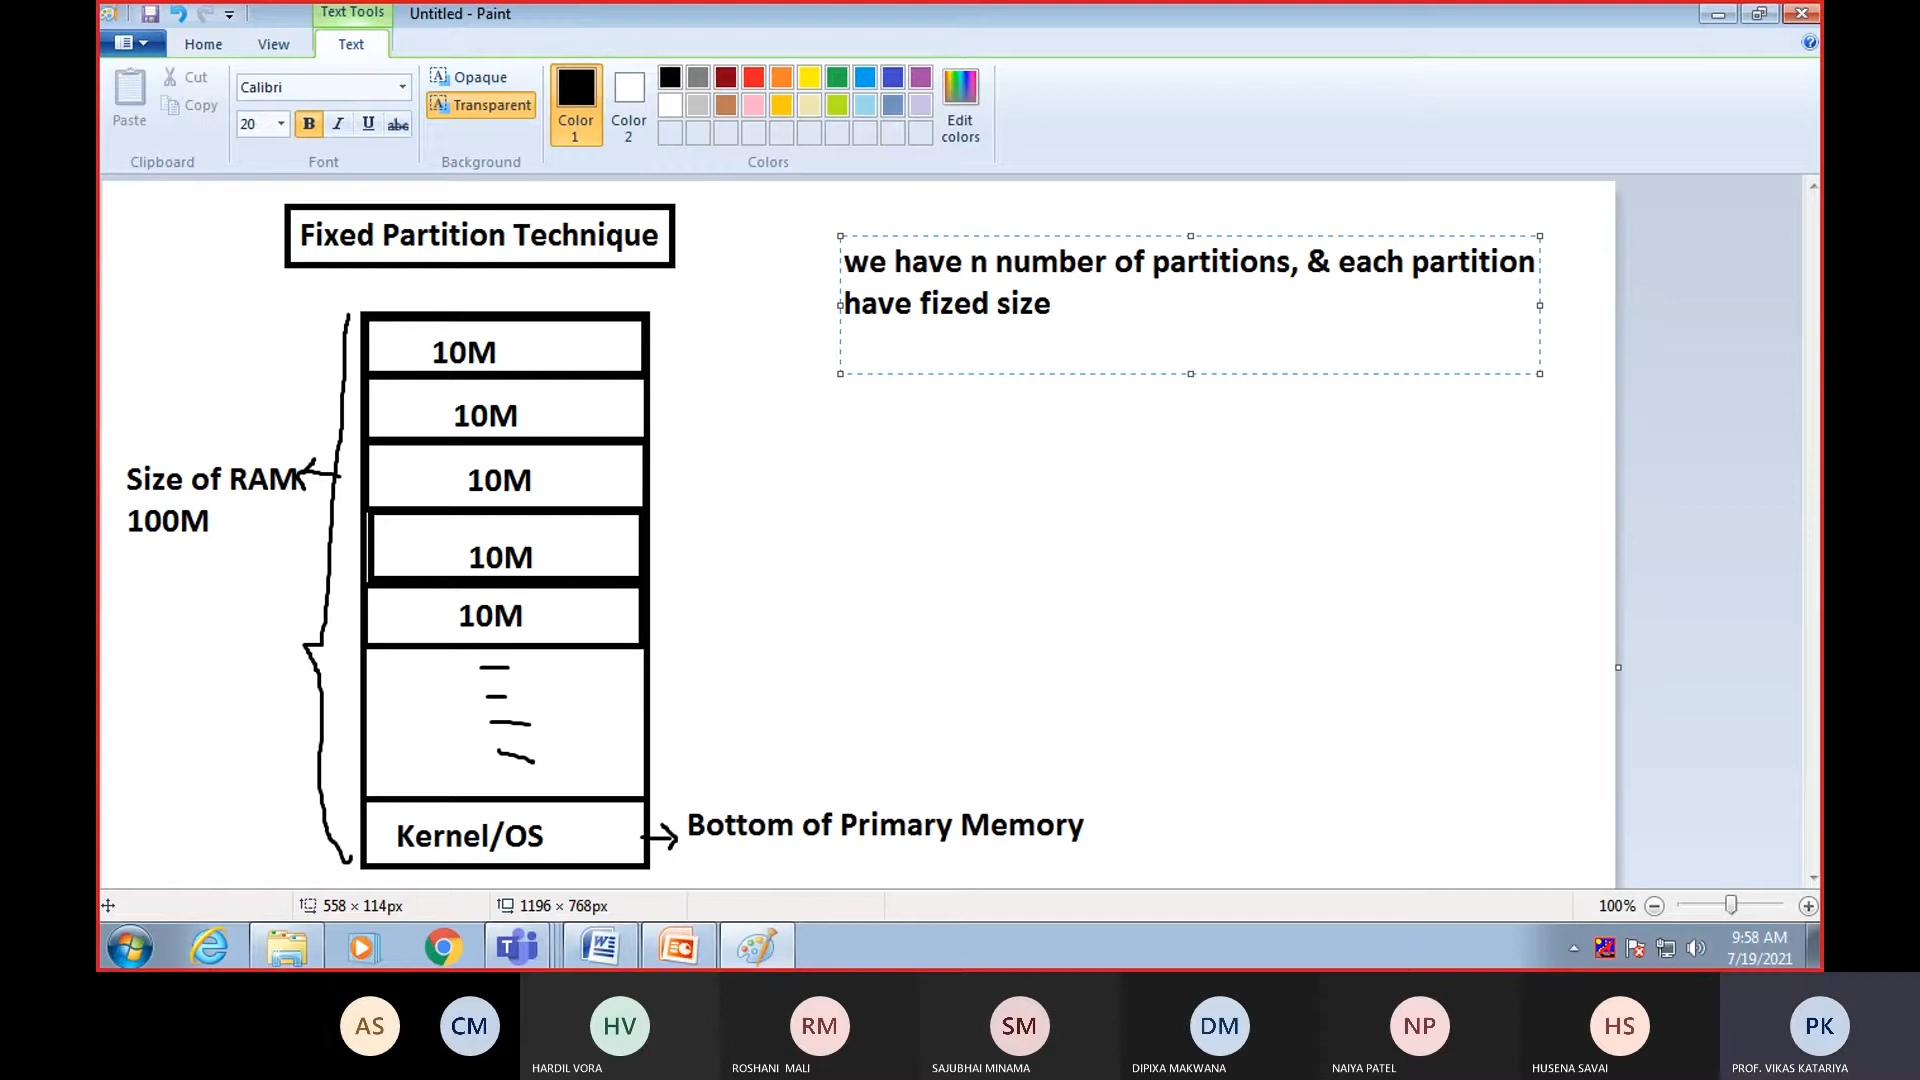 Text Tools
Untitled - Paint
Home
View
Text
Paste
Cut
Copy
Clipboard
Calibri
20
B
I
U
abc
Font
Opaque
Transparent
Background
Color
1
Color
2
Edit
colors
Colors
Fixed Partition Technique
we have n number of partitions, & each partition
have fized size
10M
10M
10M
10M
10M
Size of RAM
100M
Kernel/OS
Bottom of Primary Memory
558 × 114px
1196 × 768px
100%
9:58 AM
7/19/2021
AS
CM
HV
RM
SM
DM
NP
HS
PK
HARDIL VORA
ROSHANI MALI
SAJUBHAI MINAMA
DIPIXA MAKWANA
NAIYA PATEL
HUSENA SAVAI
PROF. VIKAS KATARIYA